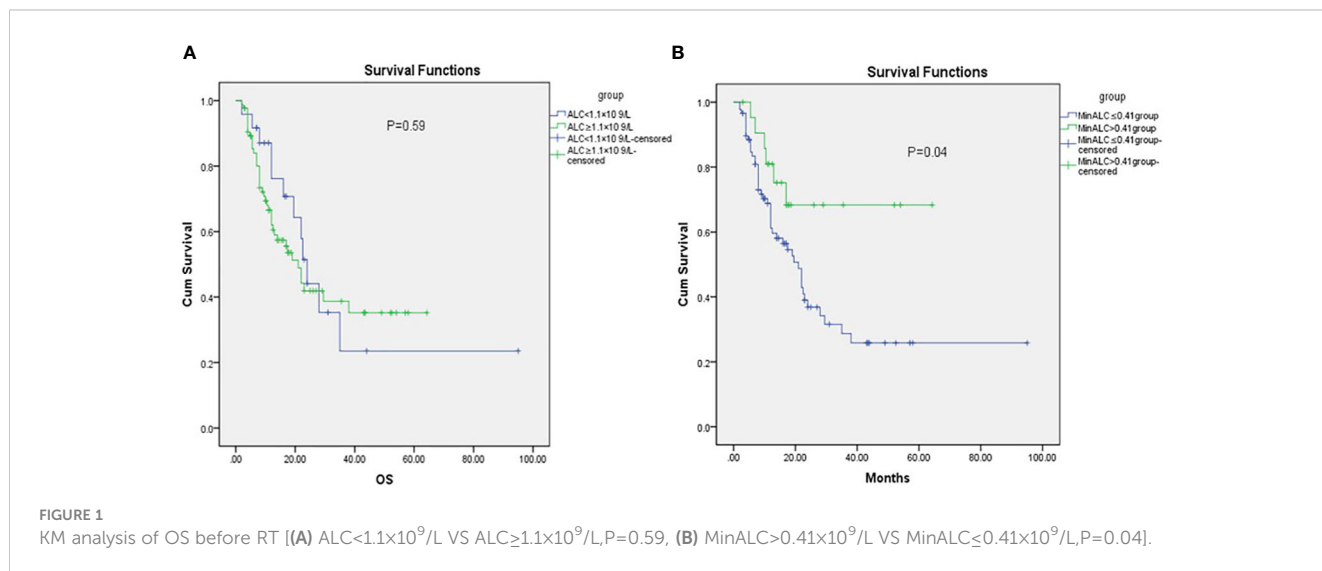 A
Survival Functions
group
ALC<1.1×10 9/L
ALC≥1.1×10 9/L
ALC<1.1×10 9/L-censored
ALC≥1.1×10 9/L-
censored
P=0.59
Cum Survival
1.0
0.8
0.6
0.4
0.2
0.0
.00 20.00 40.00 60.00 80.00 100.00
OS
B
Survival Functions
group
MinALC≤0.41group
MinALC>0.41group
MinALC≤0.41group-
censored
MinALC>0.41group-
censored
P=0.04
Cum Survival
1.0
0.8
0.6
0.4
0.2
0.0
.00 20.00 40.00 60.00 80.00 100.00
Months
FIGURE 1
KM analysis of OS before RT [(A) ALC<1.1×10⁹/L VS ALC≥1.1×10⁹/L,P=0.59, (B) MinALC>0.41×10⁹/L VS MinALC≤0.41×10⁹/L,P=0.04].